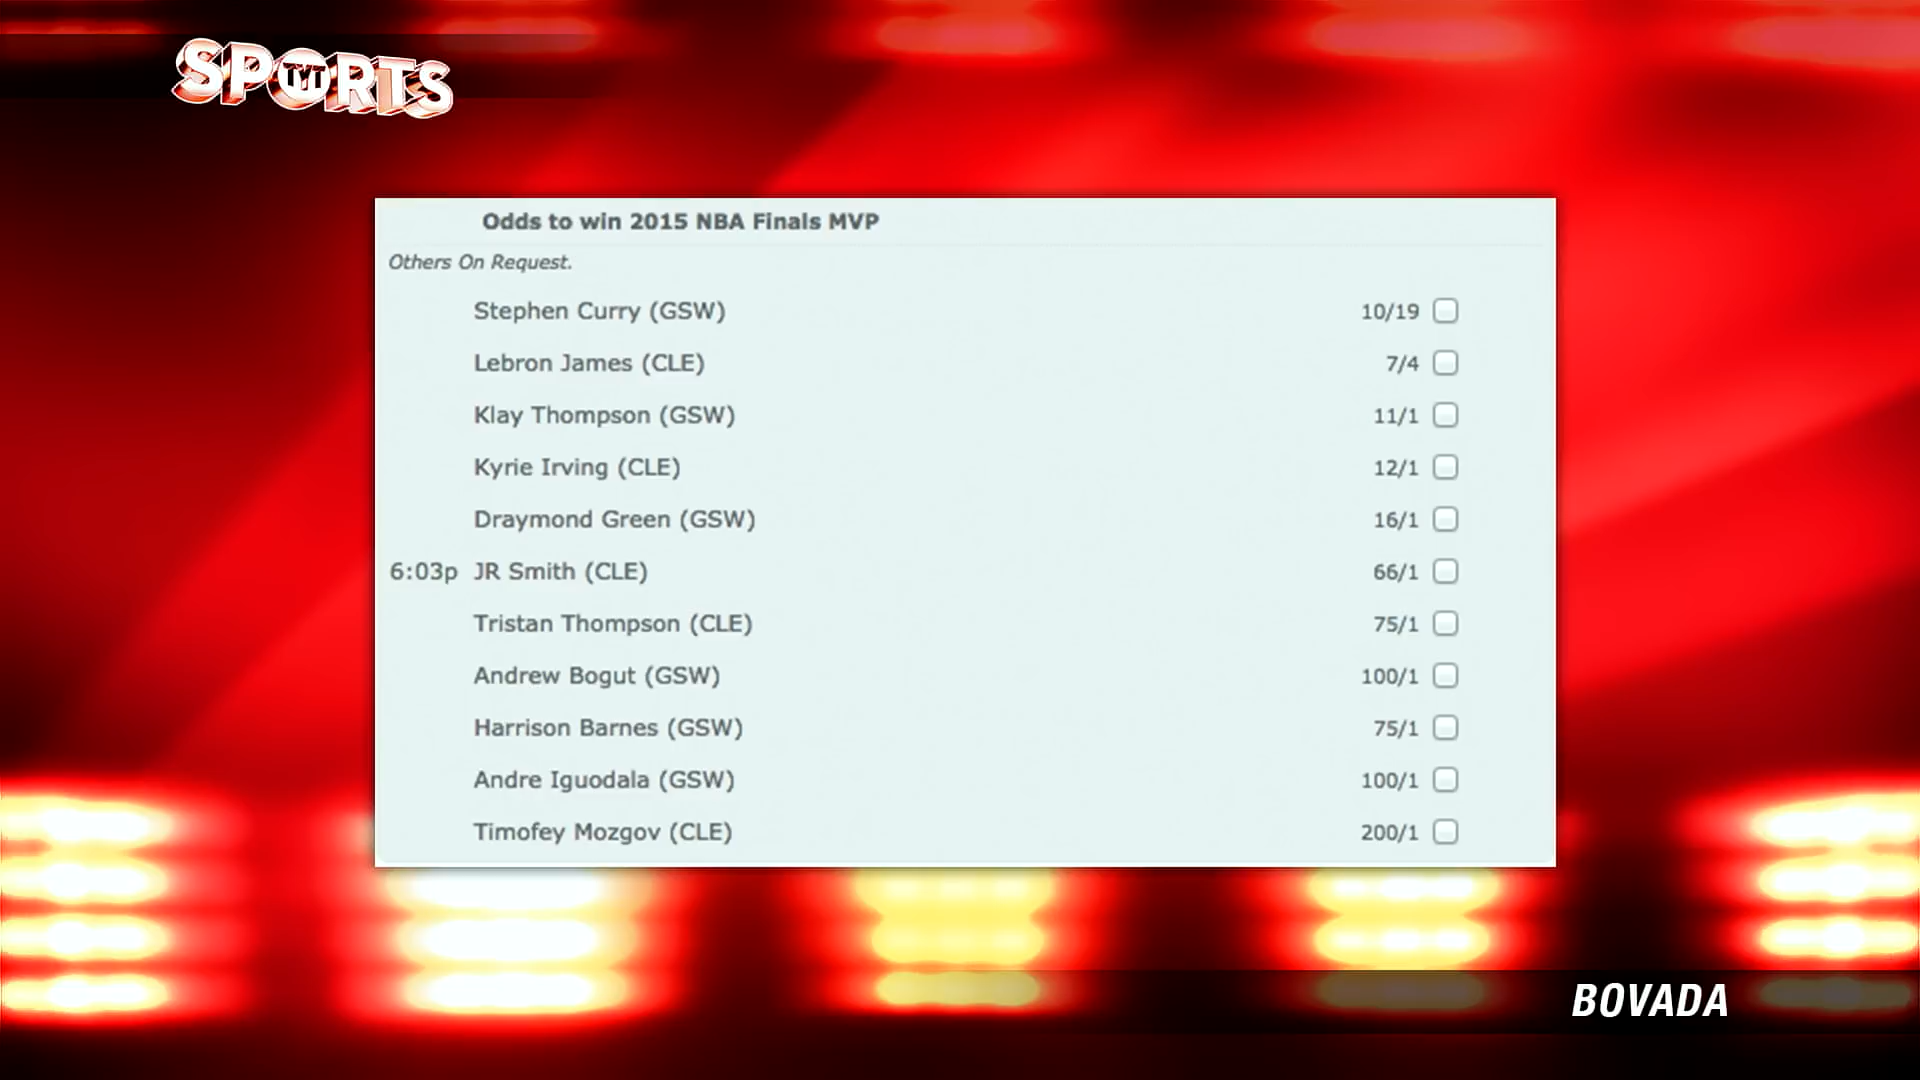 SPORTS
TYT
Odds to win 2015 NBA Finals MVP
Others On Request.
Stephen Curry (GSW) 10/19
Lebron James (CLE) 7/4
Klay Thompson (GSW) 11/1
Kyrie Irving (CLE) 12/1
Draymond Green (GSW) 16/1
6:03p JR Smith (CLE) 66/1
Tristan Thompson (CLE) 75/1
Andrew Bogut (GSW) 100/1
Harrison Barnes (GSW) 75/1
Andre Iguodala (GSW) 100/1
Timofey Mozgov (CLE) 200/1
BOVADA